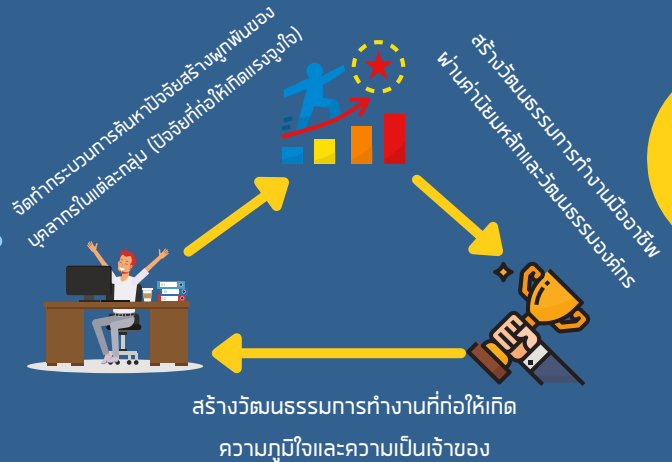 จัดทำกระบวนการค้นหาปัจจัยสร้างผูกพันของ
บุคลากรในแต่ละกลุ่ม (ปัจจัยที่ก่อให้เกิดแรงจูงใจ)
สร้างวัฒนธรรมการทำงานมืออาชีพ
ผ่านค่านิยมหลักและวัฒนธรรมองค์กร
สร้างวัฒนธรรมการทำงานที่ก่อให้เกิด
ความภูมิใจและความเป็นเจ้าของ